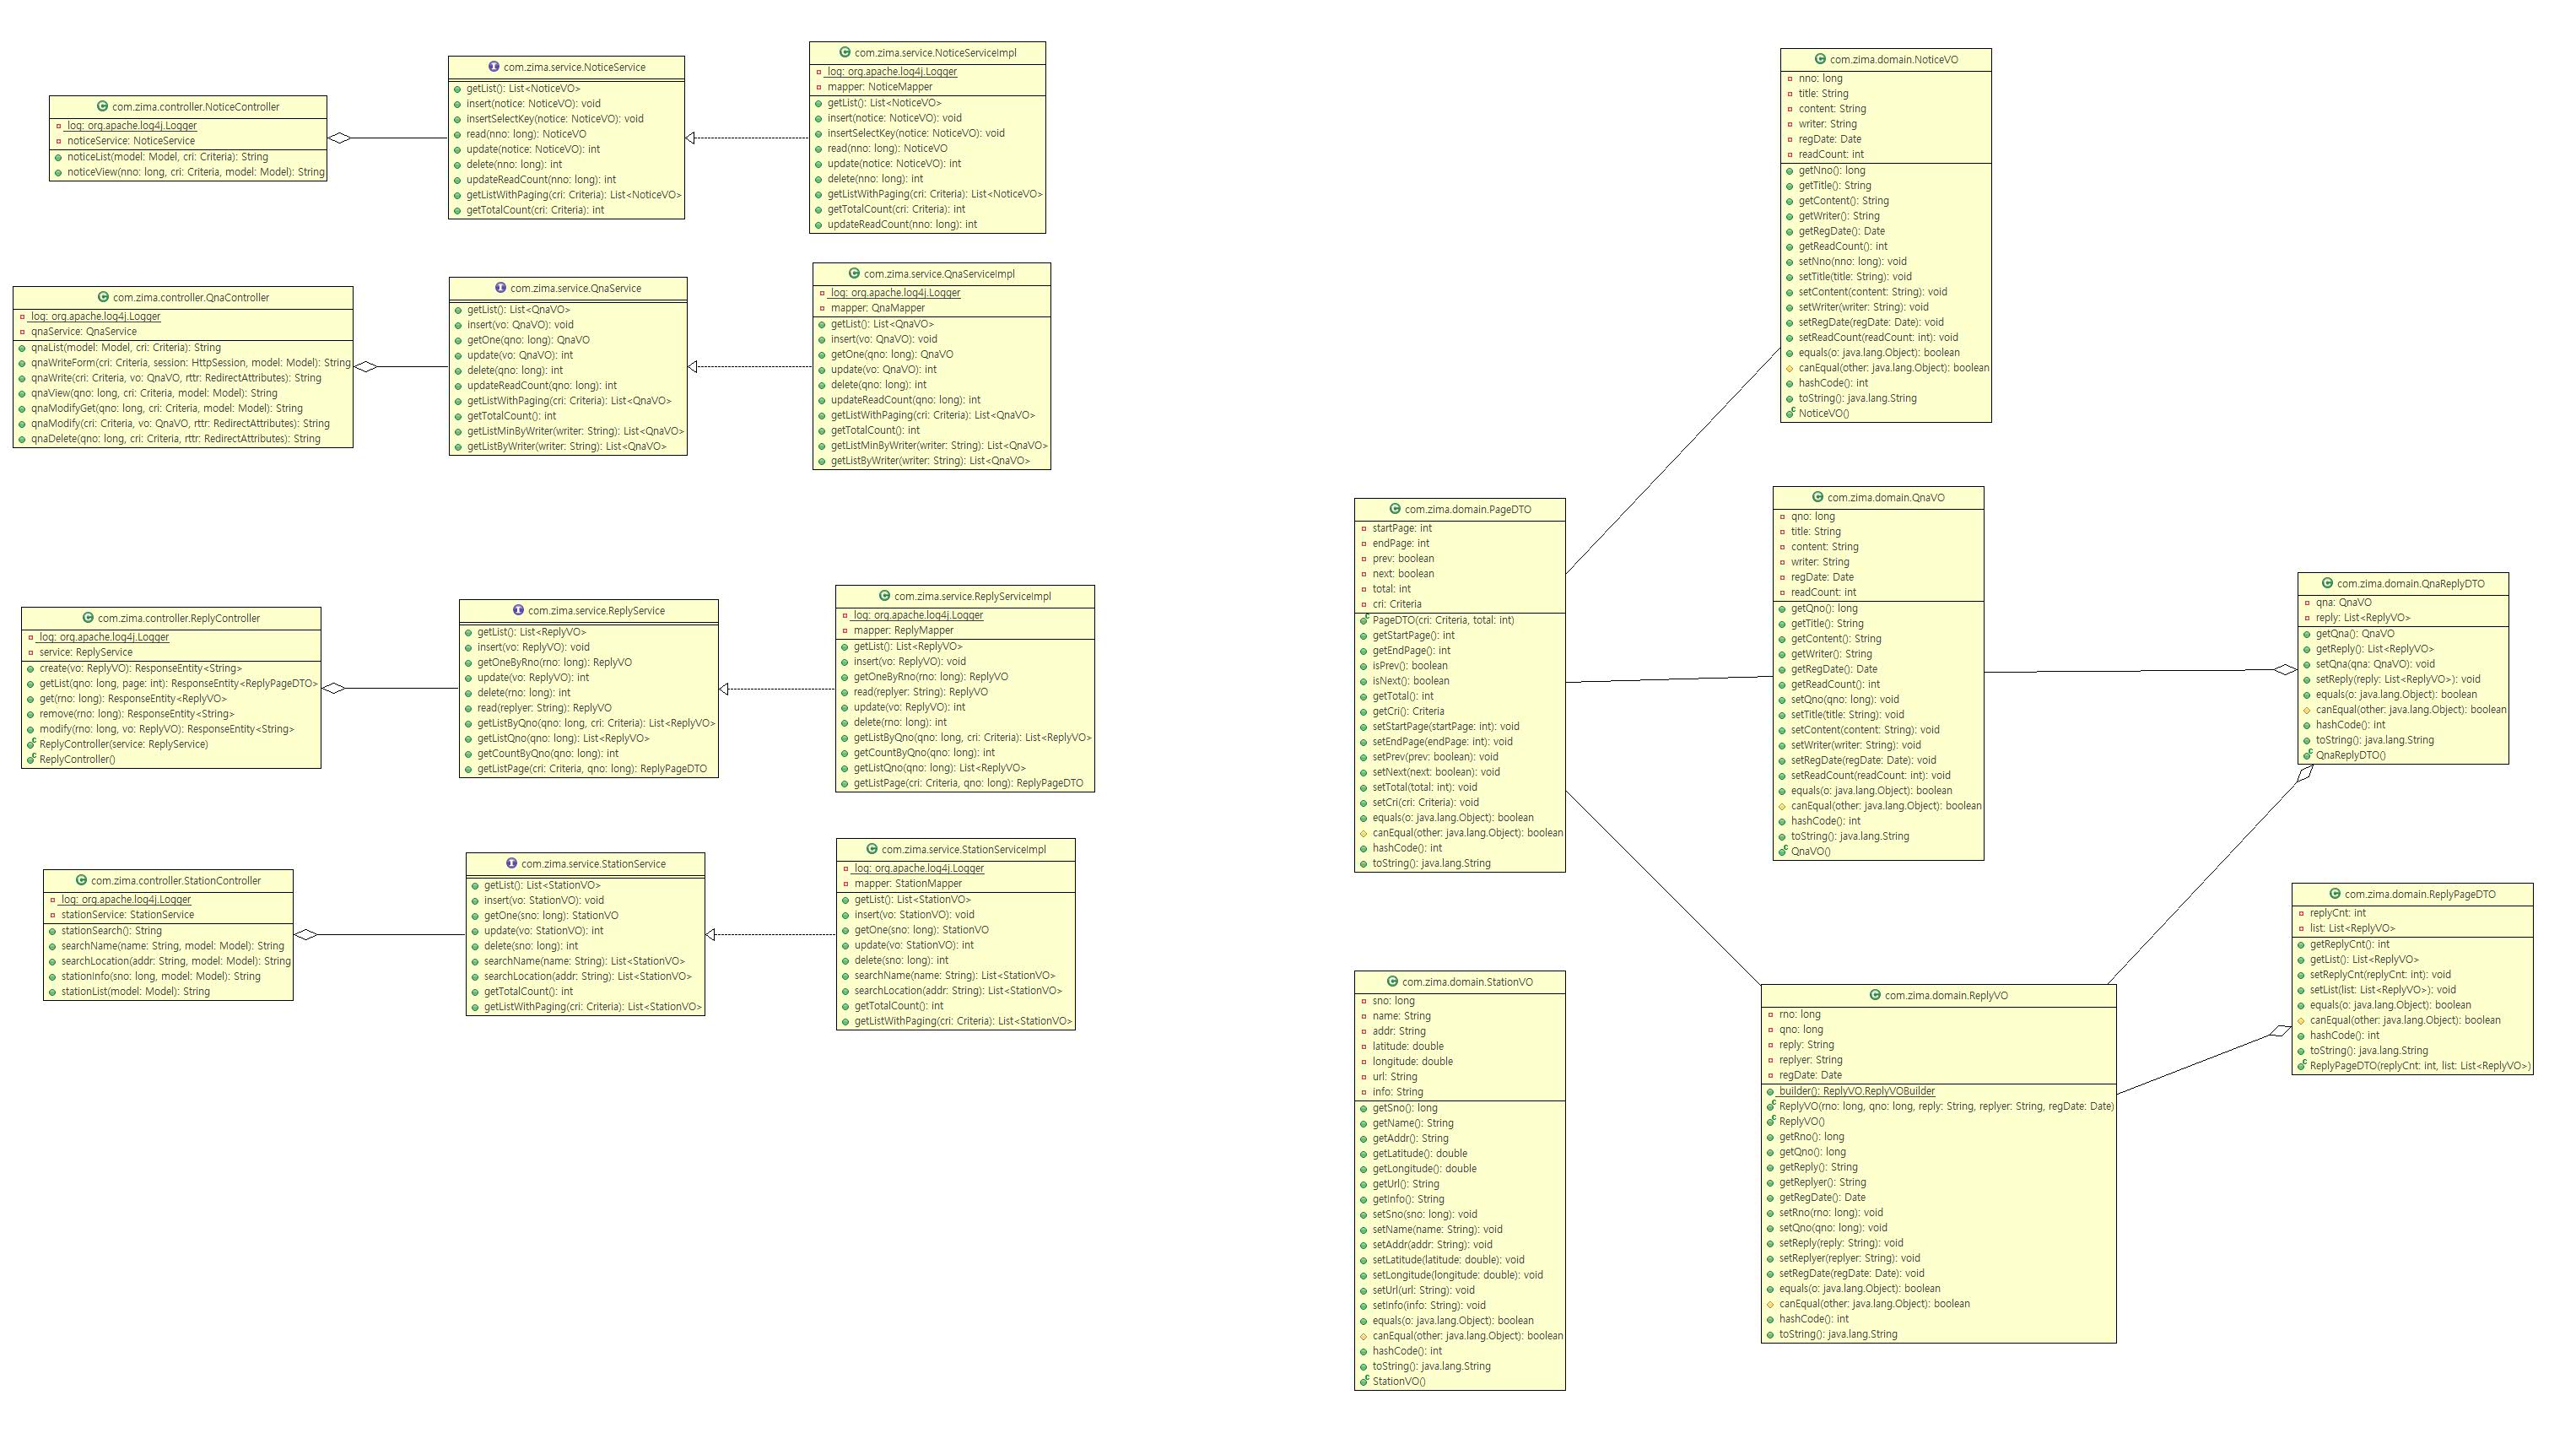 com.zima.controller.NoticeController
log: org.apache.log4j.Logger
noticeService: NoticeService
noticeList(model: Model, cri: Criteria): String
noticeView(nno: long, cri: Criteria, model: Model): String
com.zima.service.NoticeService
getList(): List<NoticeVO>
insert(notice: NoticeVO): void
insertSelectKey(notice: NoticeVO): void
read(nno: long): NoticeVO
update(notice: NoticeVO): int
delete(nno: long): int
updateReadCount(nno: long): int
getListWithPaging(cri: Criteria): List<NoticeVO>
getTotalCount(cri: Criteria): int
com.zima.service.NoticeServiceImpl
log: org.apache.log4j.Logger
mapper: NoticeMapper
getList(): List<NoticeVO>
insert(notice: NoticeVO): void
insertSelectKey(notice: NoticeVO): void
read(nno: long): NoticeVO
update(notice: NoticeVO): int
delete(nno: long): int
getListWithPaging(cri: Criteria): List<NoticeVO>
getTotalCount(cri: Criteria): int
updateReadCount(nno: long): int
com.zima.controller.QnaController
log: org.apache.log4j.Logger
qnaService: QnaService
qnaList(model: Model, cri: Criteria): String
qnaWriteForm(cri: Criteria, session: HttpSession, model: Model): String
qnaWrite(cri: Criteria, vo: QnaVO, rttr: RedirectAttributes): String
qnaView(qno: long, cri: Criteria, model: Model): String
qnaModifyGet(qno: long, cri: Criteria, model: Model): String
qnaModify(cri: Criteria, vo: QnaVO, rttr: RedirectAttributes): String
qnaDelete(qno: long, cri: Criteria, rttr: RedirectAttributes): String
com.zima.service.QnaService
getList(): List<QnaVO>
insert(vo: QnaVO): void
getOne(qno: long): QnaVO
update(vo: QnaVO): int
delete(qno: long): int
updateReadCount(qno: long): int
getListWithPaging(cri: Criteria): List<QnaVO>
getTotalCount(): int
getListMinByWriter(writer: String): List<QnaVO>
getListByWriter(writer: String): List<QnaVO>
com.zima.service.QnaServiceImpl
log: org.apache.log4j.Logger
mapper: QnaMapper
getList(): List<QnaVO>
insert(vo: QnaVO): void
getOne(qno: long): QnaVO
update(vo: QnaVO): int
delete(qno: long): int
updateReadCount(qno: long): int
getListWithPaging(cri: Criteria): List<QnaVO>
getTotalCount(): int
getListMinByWriter(writer: String): List<QnaVO>
getListByWriter(writer: String): List<QnaVO>
com.zima.controller.ReplyController
log: org.apache.log4j.Logger
service: ReplyService
create(vo: ReplyVO): ResponseEntity<String>
getList(qno: long, page: int): ResponseEntity<ReplyPageDTO>
get(rno: long): ResponseEntity<ReplyVO>
remove(rno: long): ResponseEntity<String>
modify(rno: long, vo: ReplyVO): ResponseEntity<String>
ReplyController(service: ReplyService)
ReplyController()
com.zima.service.ReplyService
getList(): List<ReplyVO>
insert(vo: ReplyVO): void
getOneByRno(rno: long): ReplyVO
update(vo: ReplyVO): int
delete(rno: long): int
read(replyer: String): ReplyVO
getListByQno(qno: long, cri: Criteria): List<ReplyVO>
getListQno(qno: long): List<ReplyVO>
getCountByQno(qno: long): int
getListPage(cri: Criteria, qno: long): ReplyPageDTO
com.zima.service.ReplyServiceImpl
log: org.apache.log4j.Logger
mapper: ReplyMapper
getList(): List<ReplyVO>
insert(vo: ReplyVO): void
getOneByRno(rno: long): ReplyVO
read(replyer: String): ReplyVO
update(vo: ReplyVO): int
delete(rno: long): int
getListByQno(qno: long, cri: Criteria): List<ReplyVO>
getCountByQno(qno: long): int
getListQno(qno: long): List<ReplyVO>
getListPage(cri: Criteria, qno: long): ReplyPageDTO
com.zima.controller.StationController
log: org.apache.log4j.Logger
stationService: StationService
stationSearch(): String
searchName(name: String, model: Model): String
searchLocation(addr: String, model: Model): String
stationInfo(sno: long, model: Model): String
stationList(model: Model): String
com.zima.service.StationService
getList(): List<StationVO>
insert(vo: StationVO): void
getOne(sno: long): StationVO
update(vo: StationVO): int
delete(sno: long): int
searchName(name: String): List<StationVO>
searchLocation(addr: String): List<StationVO>
getTotalCount(): int
getListWithPaging(cri: Criteria): List<StationVO>
com.zima.service.StationServiceImpl
log: org.apache.log4j.Logger
mapper: StationMapper
getList(): List<StationVO>
insert(vo: StationVO): void
getOne(sno: long): StationVO
update(vo: StationVO): int
delete(sno: long): int
searchName(name: String): List<StationVO>
searchLocation(addr: String): List<StationVO>
getTotalCount(): int
getListWithPaging(cri: Criteria): List<StationVO>
com.zima.domain.NoticeVO
nno: long
title: String
content: String
writer: String
regDate: Date
readCount: int
getNno(): long
getTitle(): String
getContent(): String
getWriter(): String
getRegDate(): Date
getReadCount(): int
setNno(nno: long): void
setTitle(title: String): void
setContent(content: String): void
setWriter(writer: String): void
setRegDate(regDate: Date): void
setReadCount(readCount: int): void
equals(o: java.lang.Object): boolean
canEqual(other: java.lang.Object): boolean
hashCode(): int
toString(): java.lang.String
NoticeVO()
com.zima.domain.PageDTO
startPage: int
endPage: int
prev: boolean
next: boolean
total: int
cri: Criteria
PageDTO(cri: Criteria, total: int)
getStartPage(): int
getEndPage(): int
isPrev(): boolean
isNext(): boolean
getTotal(): int
getCri(): Criteria
setStartPage(startPage: int): void
setEndPage(endPage: int): void
setPrev(prev: boolean): void
setNext(next: boolean): void
setTotal(total: int): void
setCri(cri: Criteria): void
equals(o: java.lang.Object): boolean
canEqual(other: java.lang.Object): boolean
hashCode(): int
toString(): java.lang.String
com.zima.domain.QnaVO
qno: long
title: String
content: String
writer: String
regDate: Date
readCount: int
getQno(): long
getTitle(): String
getContent(): String
getWriter(): String
getRegDate(): Date
getReadCount(): int
setQno(qno: long): void
setTitle(title: String): void
setContent(content: String): void
setWriter(writer: String): void
setRegDate(regDate: Date): void
setReadCount(readCount: int): void
equals(o: java.lang.Object): boolean
canEqual(other: java.lang.Object): boolean
hashCode(): int
toString(): java.lang.String
QnaVO()
com.zima.domain.QnaReplyDTO
qna: QnaVO
reply: List<ReplyVO>
getQna(): QnaVO
getReply(): List<ReplyVO>
setQna(qna: QnaVO): void
setReply(reply: List<ReplyVO>): void
equals(o: java.lang.Object): boolean
canEqual(other: java.lang.Object): boolean
hashCode(): int
toString(): java.lang.String
QnaReplyDTO()
com.zima.domain.ReplyPageDTO
replyCnt: int
list: List<ReplyVO>
getReplyCnt(): int
getList(): List<ReplyVO>
setReplyCnt(replyCnt: int): void
setList(list: List<ReplyVO>): void
equals(o: java.lang.Object): boolean
canEqual(other: java.lang.Object): boolean
hashCode(): int
toString(): java.lang.String
ReplyPageDTO(replyCnt: int, list: List<ReplyVO>)
com.zima.domain.StationVO
sno: long
name: String
addr: String
latitude: double
longitude: double
url: String
info: String
getSno(): long
getName(): String
getAddr(): String
getLatitude(): double
getLongitude(): double
getUrl(): String
getInfo(): String
setSno(sno: long): void
setName(name: String): void
setAddr(addr: String): void
setLatitude(latitude: double): void
setLongitude(longitude: double): void
setUrl(url: String): void
setInfo(info: String): void
equals(o: java.lang.Object): boolean
canEqual(other: java.lang.Object): boolean
hashCode(): int
toString(): java.lang.String
StationVO()
com.zima.domain.ReplyVO
rno: long
qno: long
reply: String
replyer: String
regDate: Date
builder(): ReplyVO.ReplyVOBuilder
ReplyVO(rno: long, qno: long, reply: String, replyer: String, regDate: Date)
ReplyVO()
getRno(): long
getQno(): long
getReply(): String
getReplyer(): String
getRegDate(): Date
setRno(rno: long): void
setQno(qno: long): void
setReply(reply: String): void
setReplyer(replyer: String): void
setRegDate(regDate: Date): void
equals(o: java.lang.Object): boolean
canEqual(other: java.lang.Object): boolean
hashCode(): int
toString(): java.lang.String